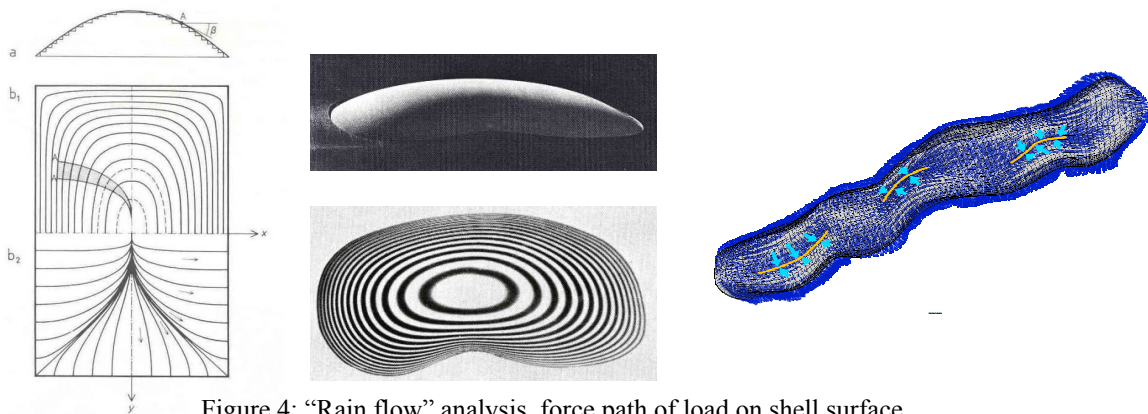 A
β
a
b1
A
A
x
b2
y
Figure 4: “Rain flow” analysis, force path of load on shell surface